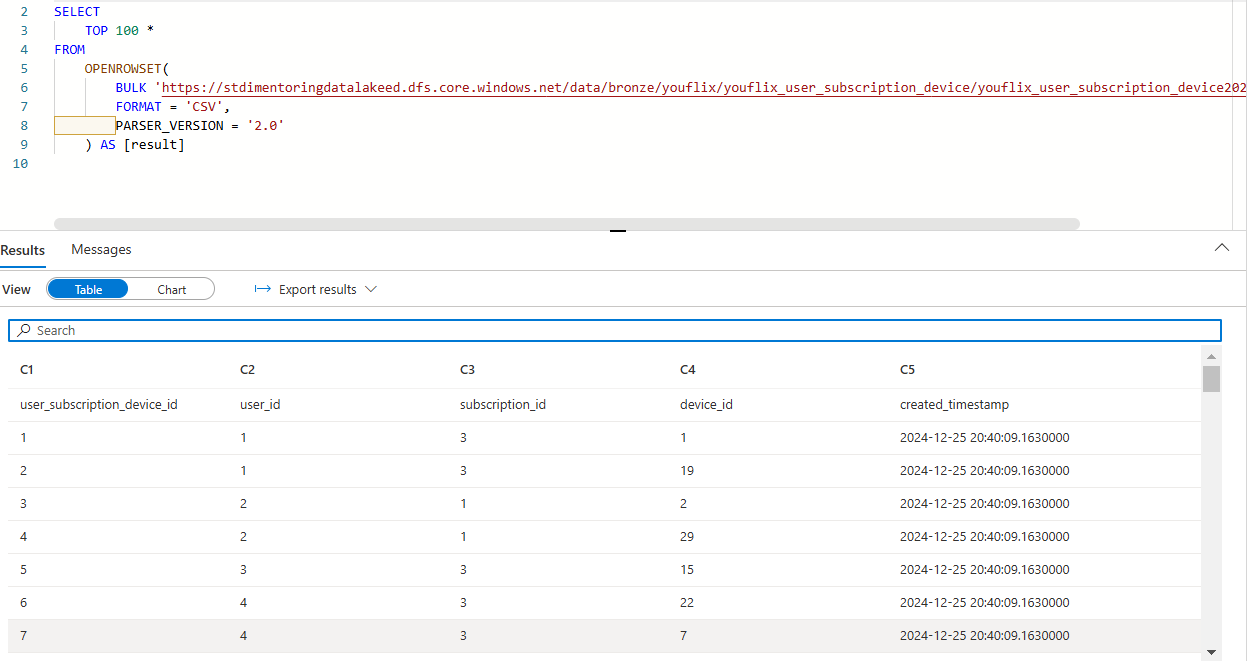 2 SELECT
3 TOP 100 *
4 FROM
5 OPENROWSET(
6 BULK 'https://stdimentoringdatalakeed.dfs.core.windows.net/data/bronze/youflix/youflix_user_subscription_device/youflix_user_subscription_device202
7 FORMAT = 'CSV',
8 PARSER_VERSION = '2.0'
9 ) AS [result]
10
Results Messages
View Table Chart Export results
Search
C1 C2 C3 C4 C5
user_subscription_device_id user_id subscription_id device_id created_timestamp
1 1 3 1 2024-12-25 20:40:09.1630000
2 1 3 19 2024-12-25 20:40:09.1630000
3 2 1 2 2024-12-25 20:40:09.1630000
4 2 1 29 2024-12-25 20:40:09.1630000
5 3 3 15 2024-12-25 20:40:09.1630000
6 4 3 22 2024-12-25 20:40:09.1630000
7 4 3 7 2024-12-25 20:40:09.1630000